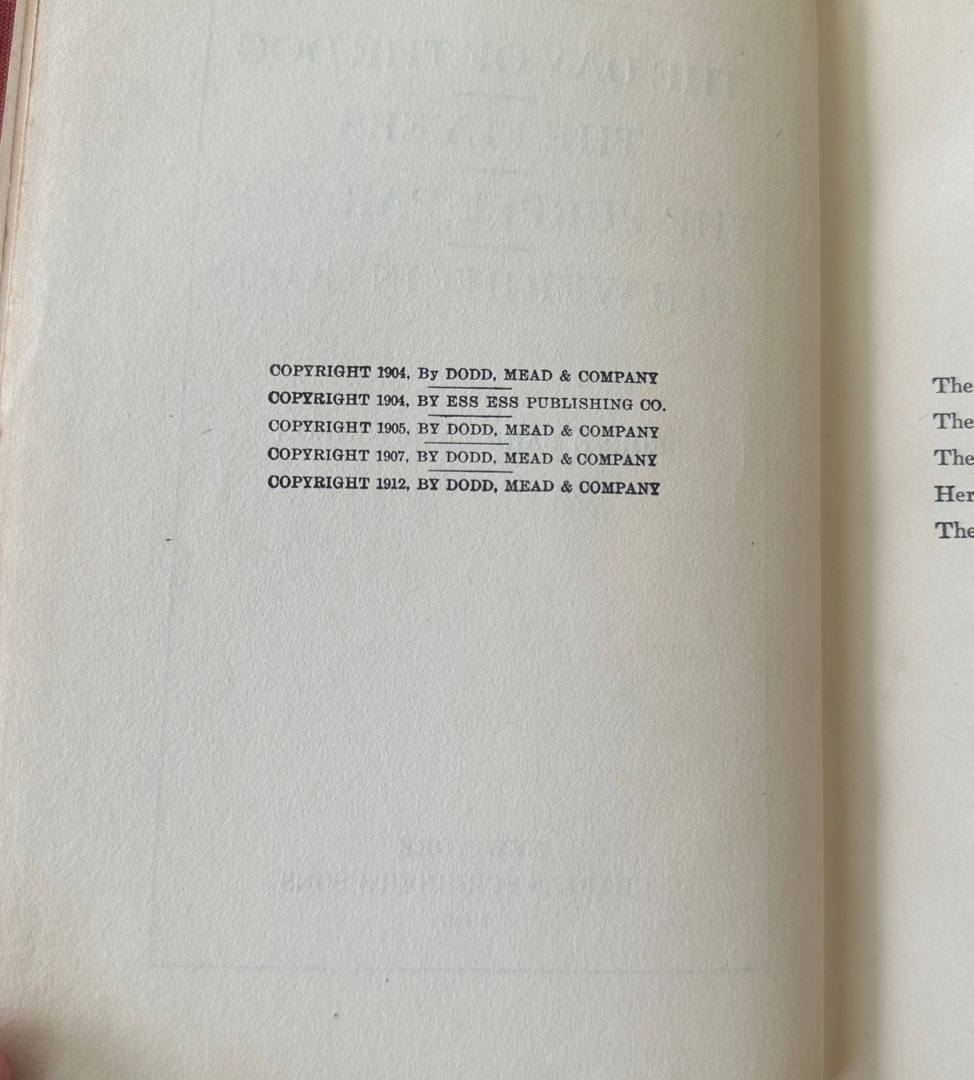 COPYRIGHT 1904, By DODD, MEAD & COMPANY
COPYRIGHT 1904, BY ESS ESS PUBLISHING CO.
COPYRIGHT 1905, BY DODD, MEAD & COMPANY
COPYRIGHT 1907, BY DODD, MEAD & COMPANY
COPYRIGHT 1912, BY DODD, MEAD & COMPANY
The
The
The
Her
The